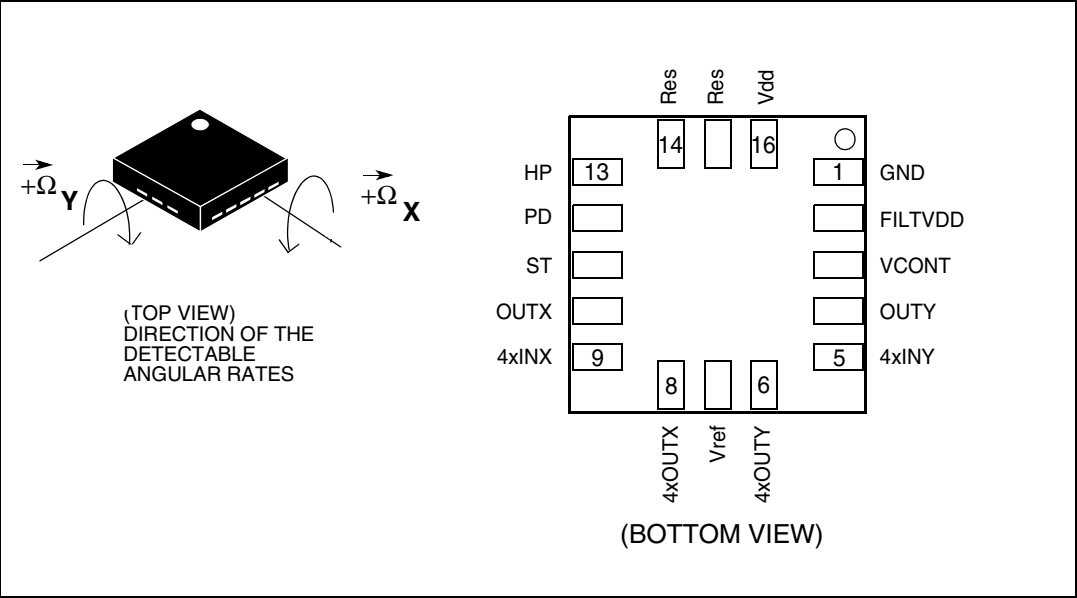 +Ω Y
+Ω X
(TOP VIEW)
DIRECTION OF THE
DETECTABLE
ANGULAR RATES
Res
Res
Vdd
14
16
HP
13
1
GND
PD
FILTVDD
ST
VCONT
OUTX
OUTY
4xINX
9
5
4xINY
8
6
4xOUTX
Vref
4xOUTY
(BOTTOM VIEW)